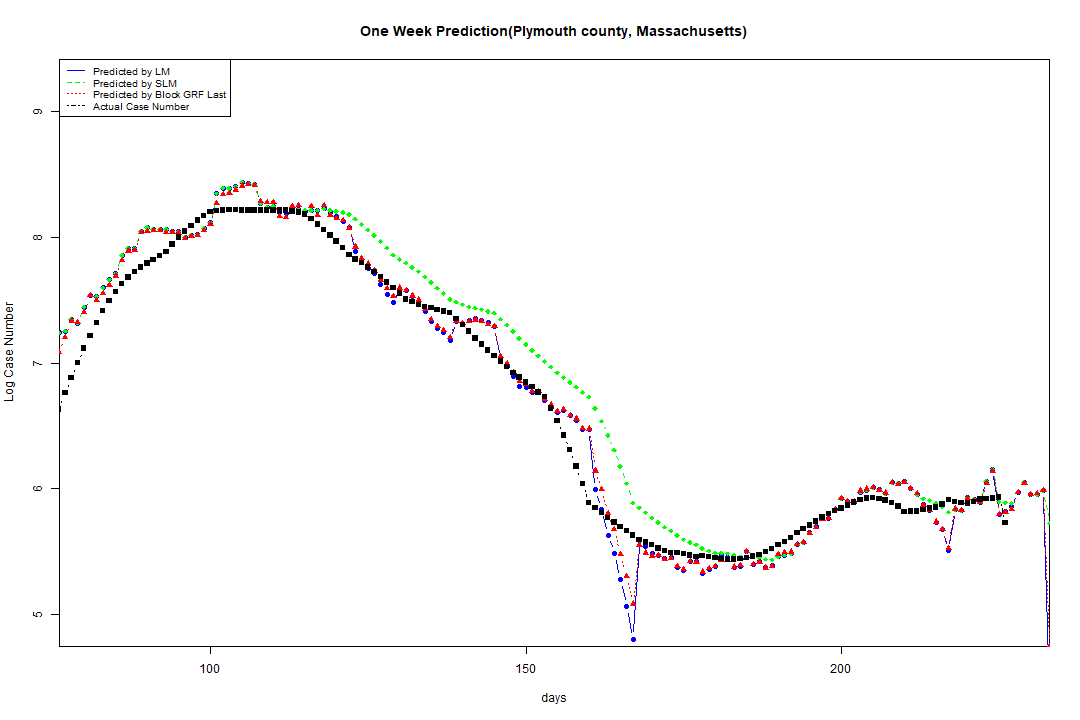 One Week Prediction(Plymouth county, Massachusetts)
Predicted by LM
Predicted by SLM
Predicted by Block GRF Last
Actual Case Number
9
8
7
6
5
Log Case Number
100 150 200
days